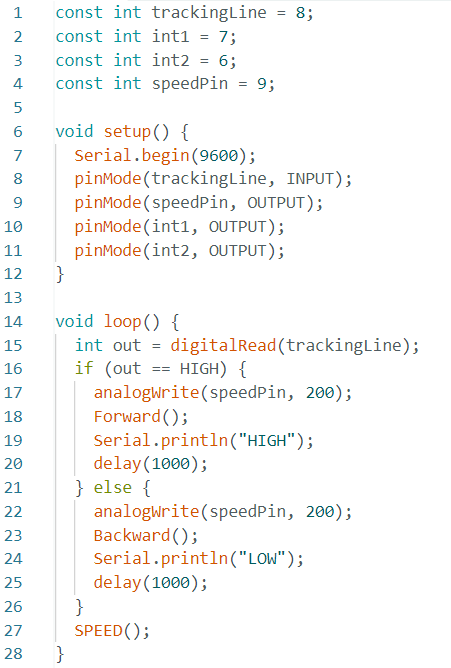 1 const int trackingLine = 8;
2 const int int1 = 7;
3 const int int2 = 6;
4 const int speedPin = 9;
5
6 void setup() {
7   Serial.begin(9600);
8   pinMode(trackingLine, INPUT);
9   pinMode(speedPin, OUTPUT);
10   pinMode(int1, OUTPUT);
11   pinMode(int2, OUTPUT);
12 }
13
14 void loop() {
15   int out = digitalRead(trackingLine);
16   if (out == HIGH) {
17     analogWrite(speedPin, 200);
18     Forward();
19     Serial.println("HIGH");
20     delay(1000);
21   } else {
22     analogWrite(speedPin, 200);
23     Backward();
24     Serial.println("LOW");
25     delay(1000);
26   }
27   SPEED();
28 }